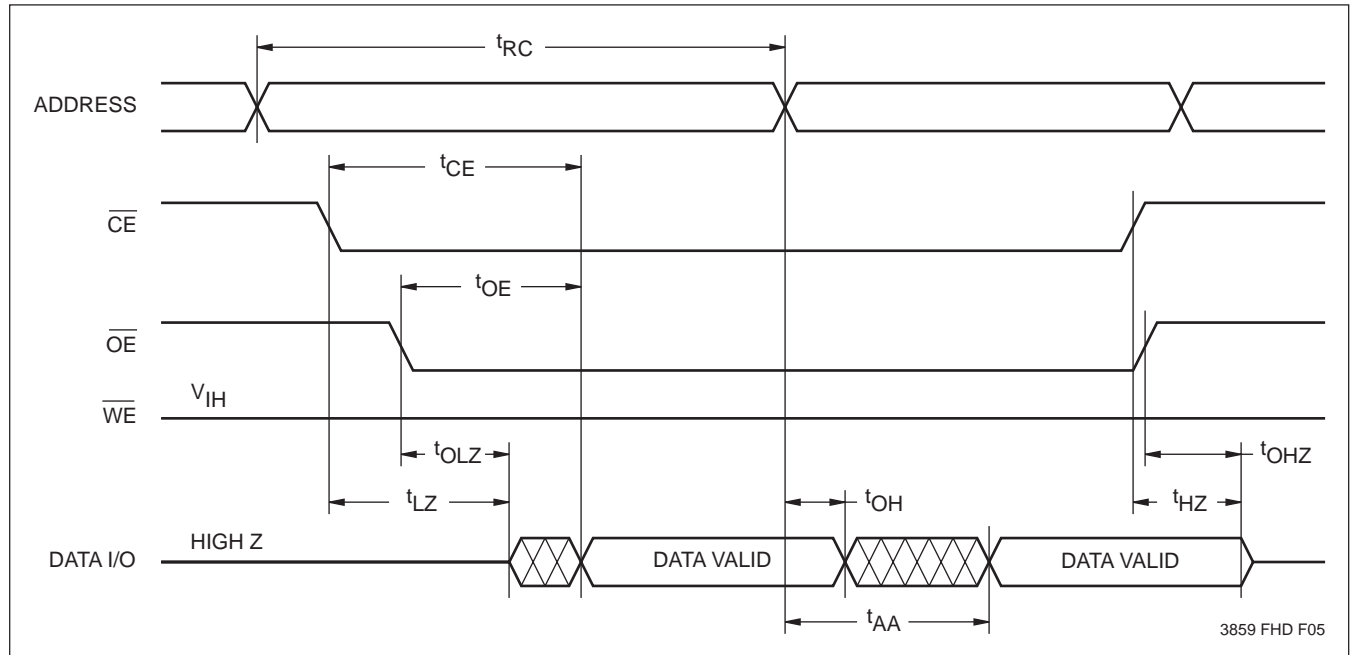 tRC
ADDRESS
tCE
CE
tOE
OE
VIH
WE
tOLZ
tOHZ
tLZ
tOH
tHZ
HIGH Z
DATA I/O
DATA VALID
DATA VALID
tAA
3859 FHD F05